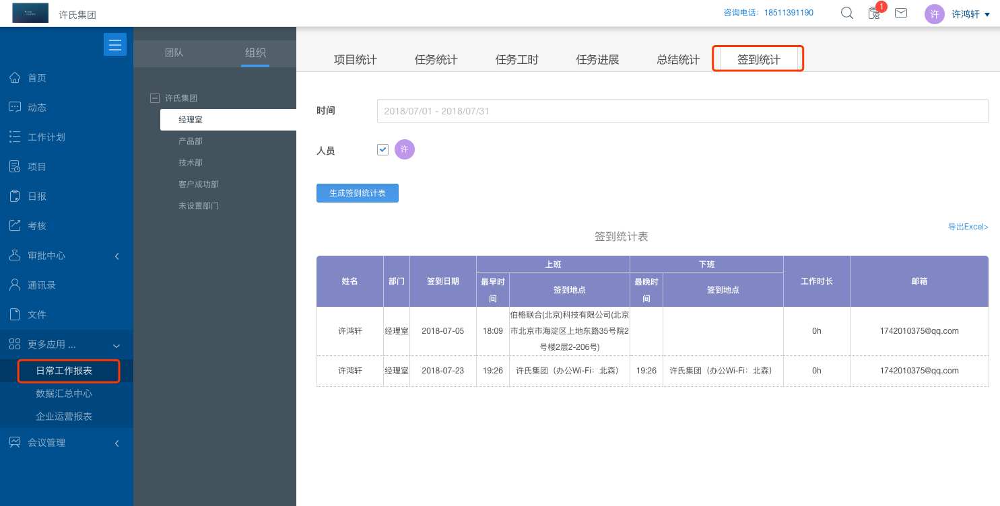 许氏集团
咨询电话：18511391190
1
许
许鸿轩
首页
动态
工作计划
项目
日报
考核
审批中心
通讯录
文件
更多应用 ...
日常工作报表
数据汇总中心
企业运营报表
会议管理
团队
组织
许氏集团
经理室
产品部
技术部
客户成功部
未设置部门
项目统计
任务统计
任务工时
任务进展
总结统计
签到统计
时间
2018/07/01 - 2018/07/31
人员
许
生成签到统计表
导出Excel>
签到统计表
姓名
部门
签到日期
上班
下班
工作时长
邮箱
最早时
间
签到地点
最晚时
间
签到地点
许鸿轩
经理室
2018-07-05
18:09
伯格联合(北京)科技有限公司(北京
市北京市海淀区上地东路35号院2
号楼2层2-206号)
0h
1742010375@qq.com
许鸿轩
经理室
2018-07-23
19:26
许氏集团（办公Wi-Fi：北森）
19:26
许氏集团（办公Wi-Fi：北森）
0h
1742010375@qq.com